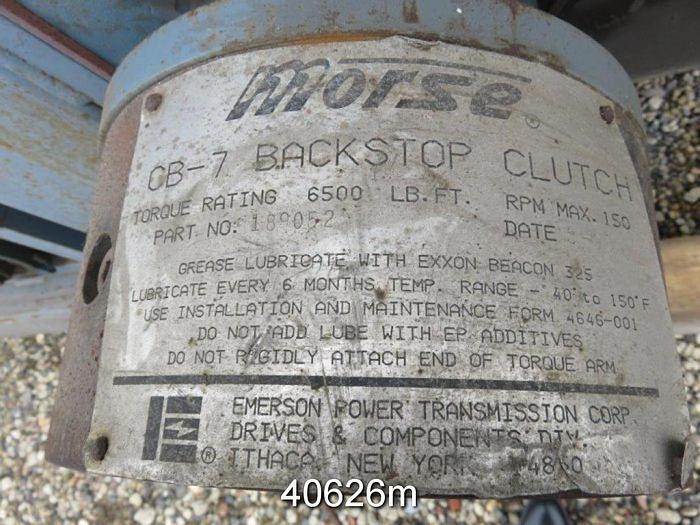 morse®
CB-7 BACKSTOP CLUTCH
TORQUE RATING 6500 LB.FT. RPM MAX. 150
PART NO: 189052 DATE
GREASE LUBRICATE WITH EXXON BEACON 325
LUBRICATE EVERY 6 MONTHS TEMP. RANGE - 40° to 150°F
USE INSTALLATION AND MAINTENANCE FORM 4646-001
DO NOT ADD LUBE WITH EP ADDITIVES
DO NOT RIGIDLY ATTACH END OF TORQUE ARM
EMERSON POWER TRANSMISSION CORP.
DRIVES & COMPONENTS DIV.
® ITHACA, NEW YORK
40626m